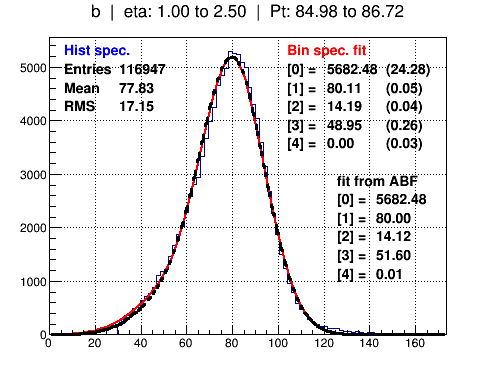 b | eta: 1.00 to 2.50 | Pt: 84.98 to 86.72
Hist spec.
Entries 116947
Mean 77.83
RMS 17.15
Bin spec. fit
[0] = 5682.48 (24.28)
[1] = 80.11 (0.05)
[2] = 14.19 (0.04)
[3] = 48.95 (0.26)
[4] = 0.00 (0.03)
fit from ABF
[0] = 5682.48
[1] = 80.00
[2] = 14.12
[3] = 51.60
[4] = 0.01
5000
4000
3000
2000
1000
0
0 20 40 60 80 100 120 140 160